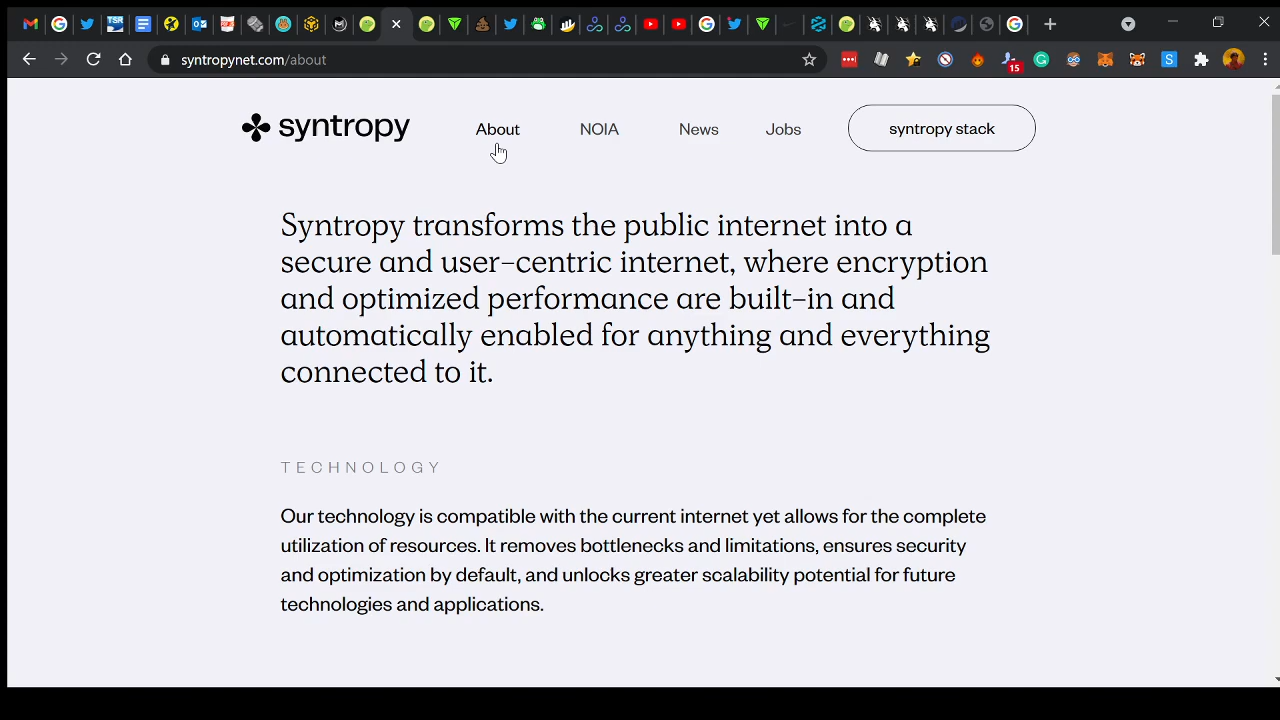 syntropynet.com/about
15
S
TSR
syntropy
About
NOIA
News
Jobs
syntropy stack
Syntropy transforms the public internet into a
secure and user-centric internet, where encryption
and optimized performance are built-in and
automatically enabled for anything and everything
connected to it.
TECHNOLOGY
Our technology is compatible with the current internet yet allows for the complete
utilization of resources. It removes bottlenecks and limitations, ensures security
and optimization by default, and unlocks greater scalability potential for future
technologies and applications.